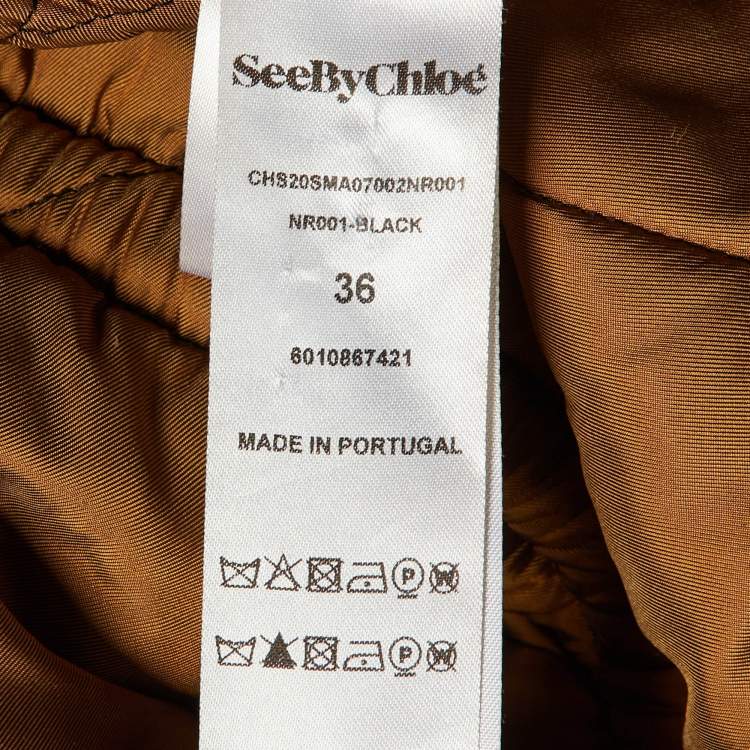 SeeByChloé
CHS20SMA07002NR001
NR001-BLACK
36
6010867421
MADE IN PORTUGAL
P W
P W